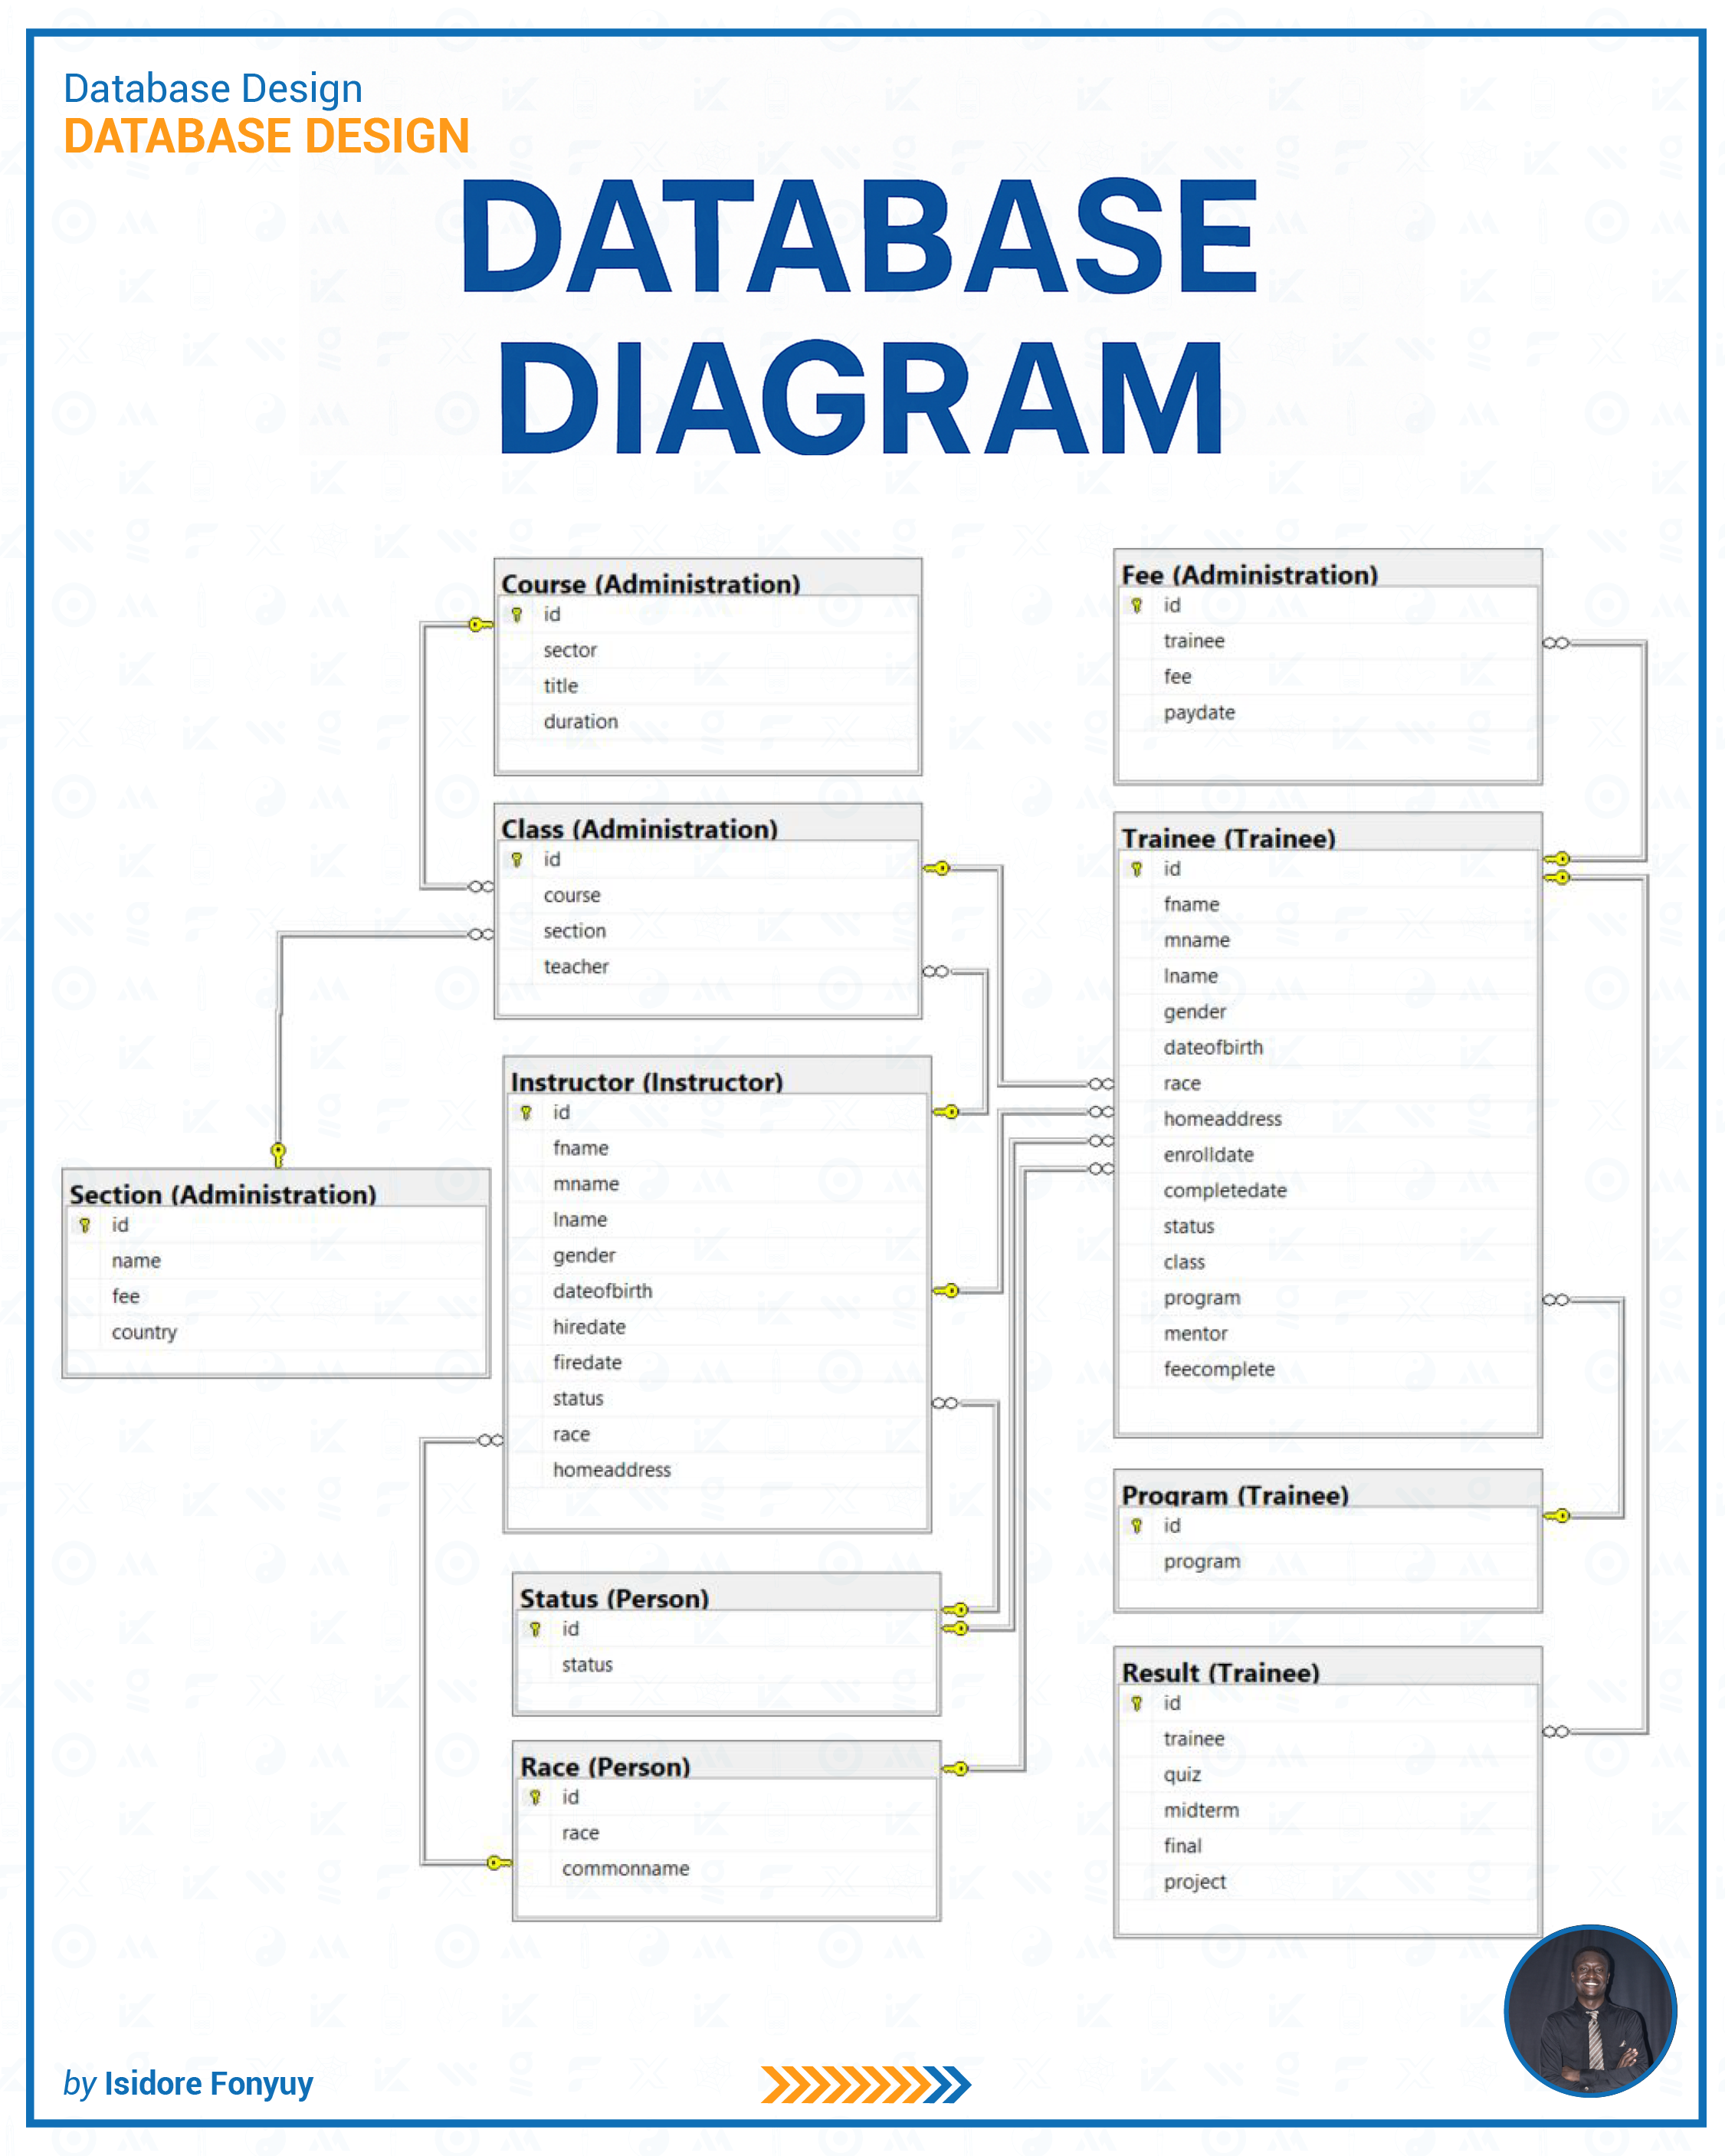 Database Design
DATABASE DESIGN
DATABASE
DIAGRAM
Course (Administration)
id
sector
title
duration
Class (Administration)
id
course
section
teacher
Section (Administration)
id
name
fee
country
Instructor (Instructor)
id
fname
mname
lname
gender
dateofbirth
hiredate
firedate
status
race
homeaddress
Status (Person)
id
status
Race (Person)
id
race
commonname
Fee (Administration)
id
trainee
fee
paydate
Trainee (Trainee)
id
fname
mname
lname
gender
dateofbirth
race
homeaddress
enrolldate
completedate
status
class
program
mentor
feecomplete
Program (Trainee)
id
program
Result (Trainee)
id
trainee
quiz
midterm
final
project
by Isidore Fonyuy